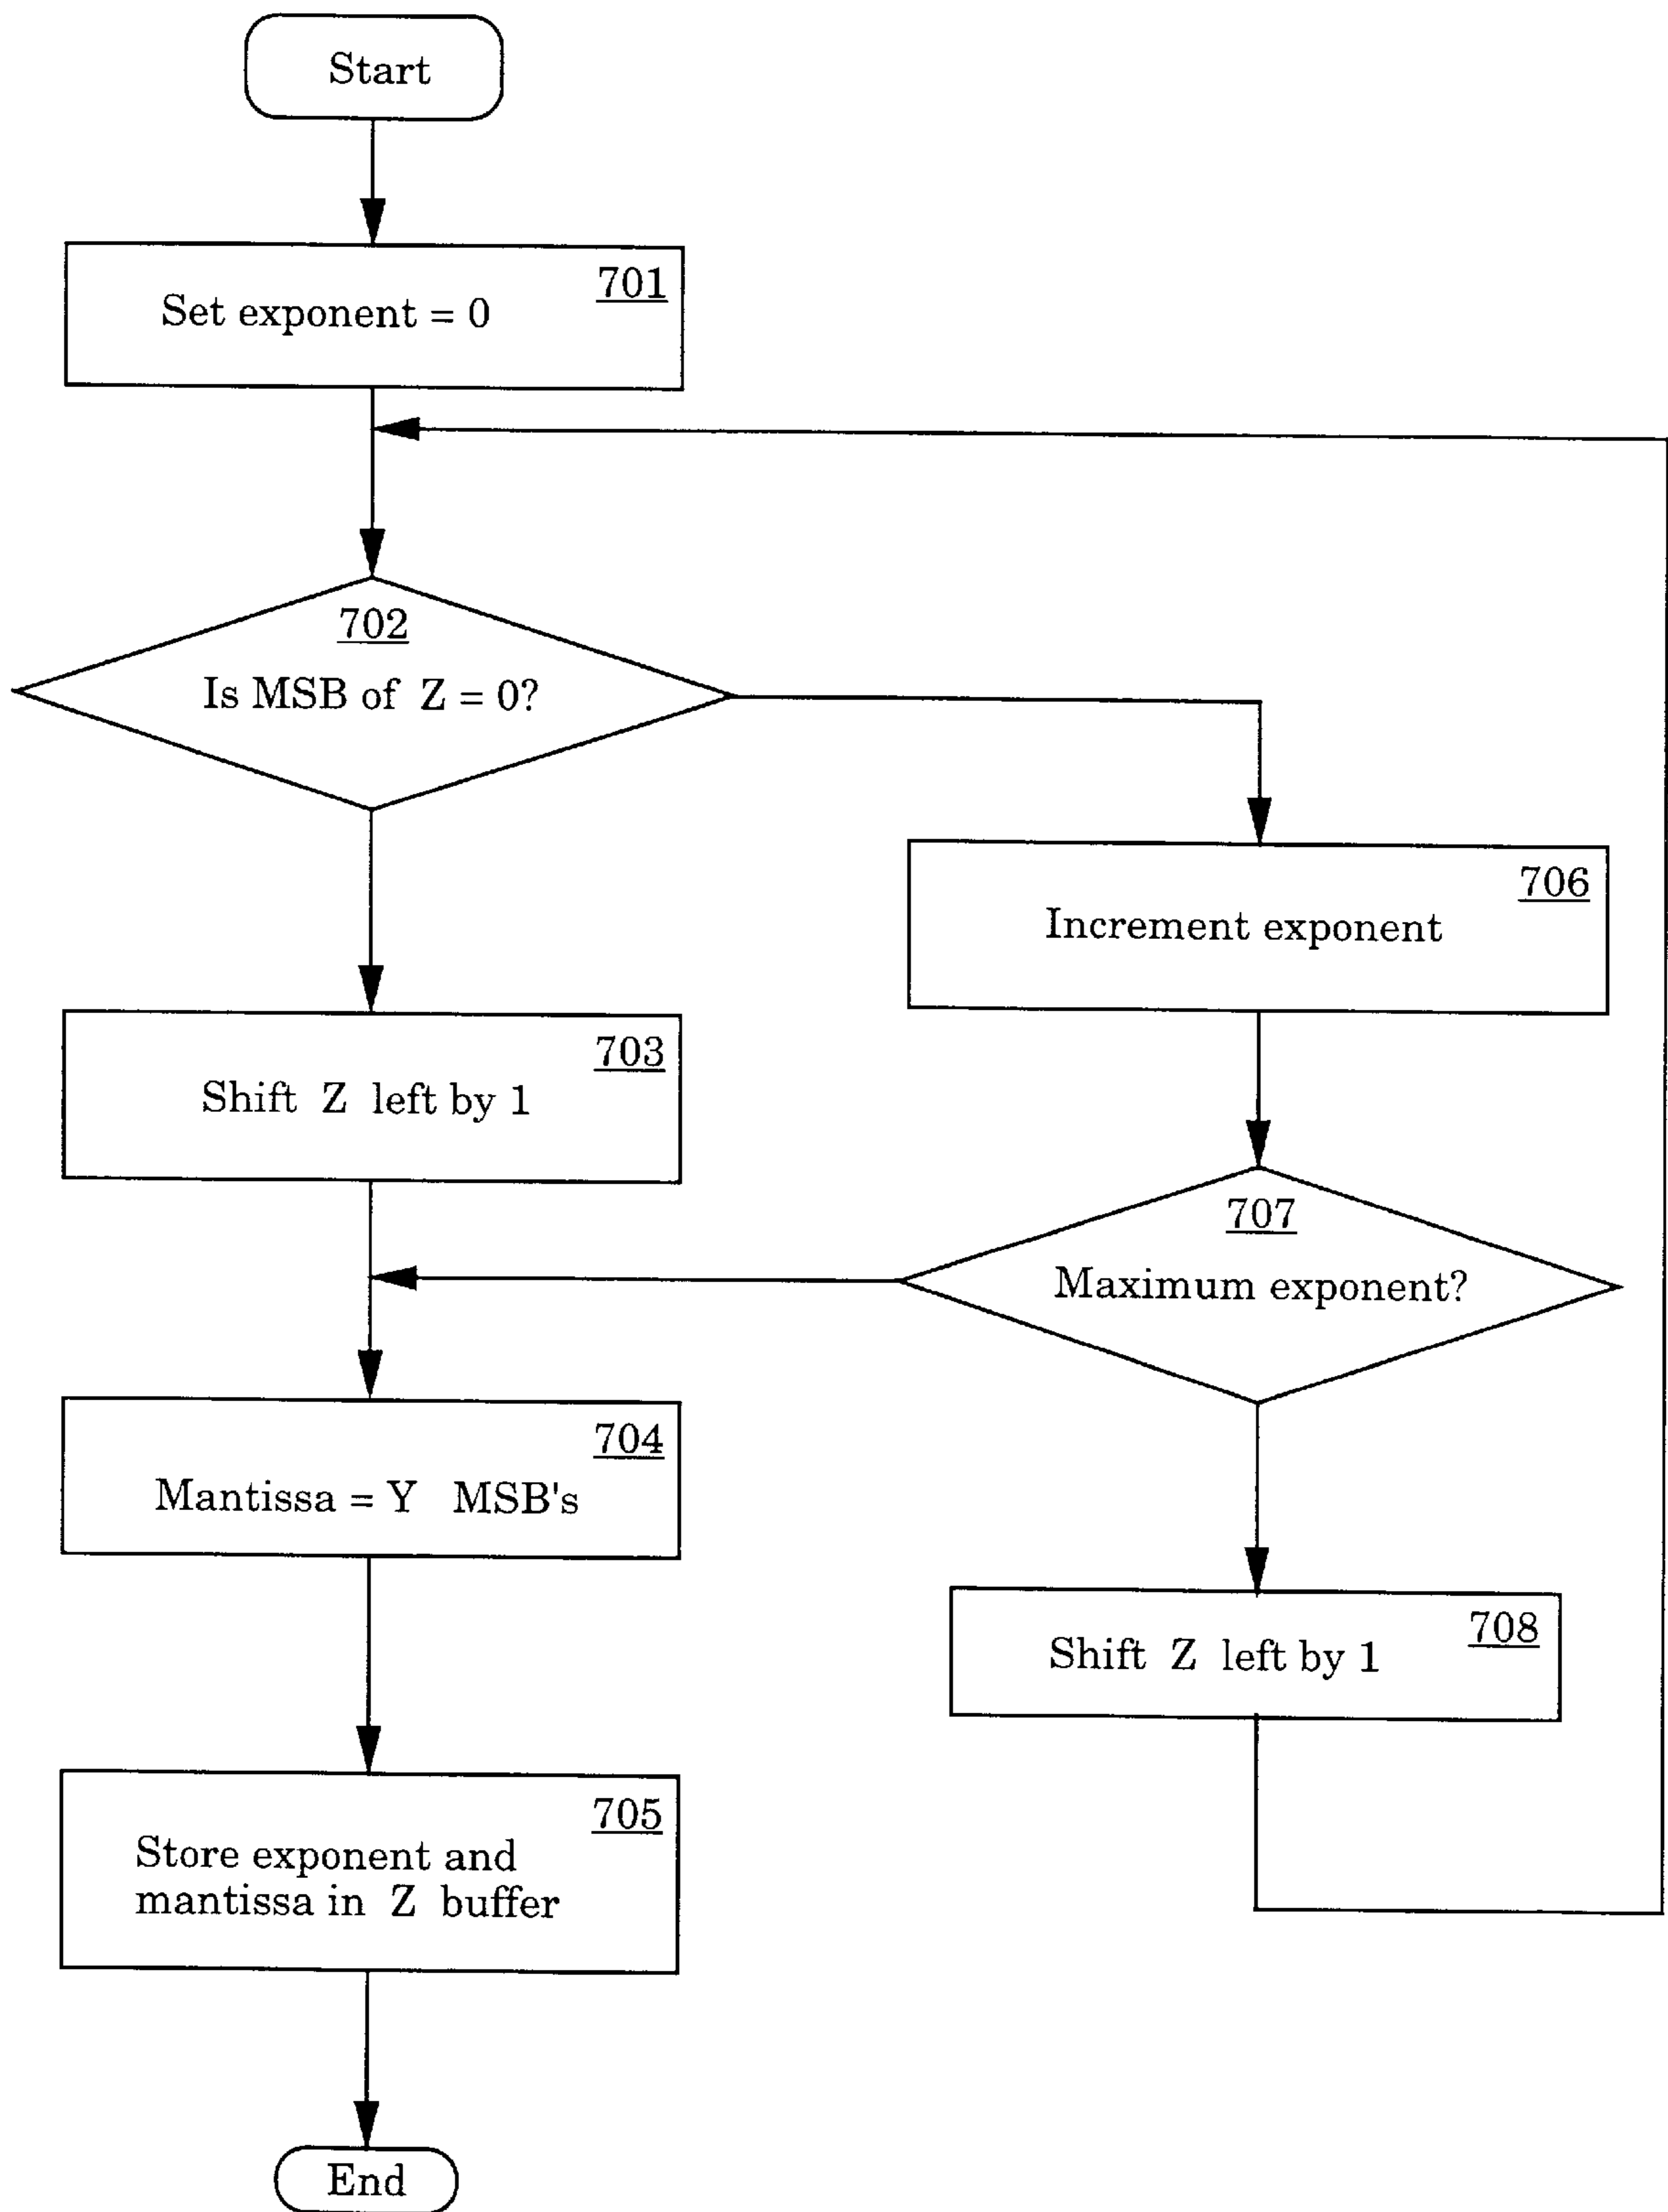 Start
701
Set exponent = 0
702
Is MSB of Z = 0?
706
Increment exponent
703
Shift Z left by 1
707
Maximum exponent?
704
Mantissa = Y MSB's
708
Shift Z left by 1
705
Store exponent and
mantissa in Z buffer
End